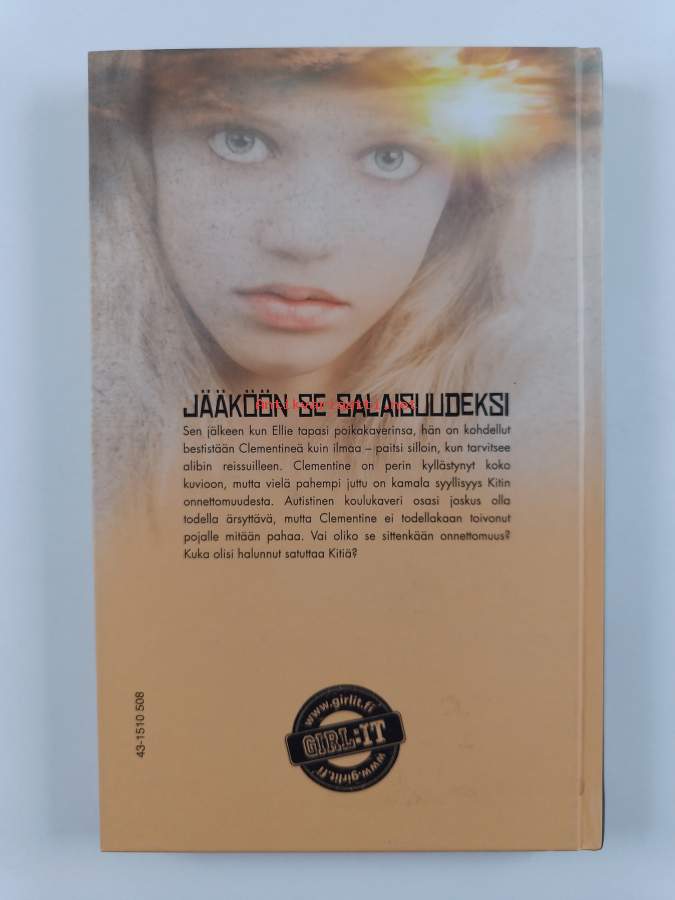 JÄÄKÖÖN SE SALAISUUDEKSI
Sen jälkeen kun Ellie tapasi poikakaverinsa, hän on kohdellut
bestistään Clementineä kuin ilmaa – paitsi silloin, kun tarvitsee
alibin reissuilleen. Clementine on perin kyllästynyt koko
kuvioon, mutta vielä pahempi juttu on kamala syyllisyys Kitin
onnettomuudesta. Autistinen koulukaveri osasi joskus olla
todella ärsyttävä, mutta Clementine ei todellakaan toivonut
pojalle mitään pahaa. Vai oliko se sittenkään onnettomuus?
Kuka olisi halunnut satuttaa Kitiä?
43-1510 508
www.girlit.fi
GIRL:IT
www.girlit.fi